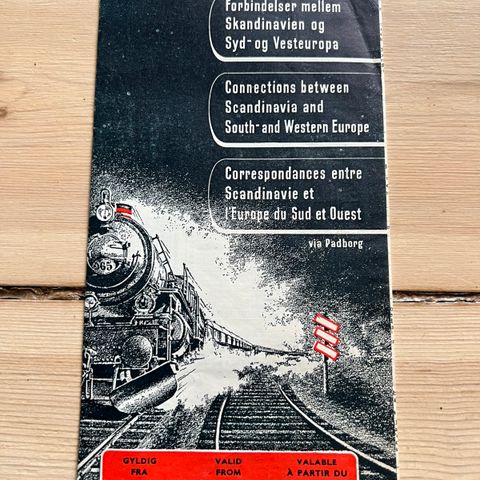 Forbindelser mellem
Skandinavien og
Syd- og Vesteuropa
Connections between
Scandinavia and
South- and Western Europe
Correspondances entre
Scandinavie et
l'Europe du Sud et Ouest
via Padborg
965
GYLDIG
FRA
VALID
FROM
VALABLE
À PARTIR DU